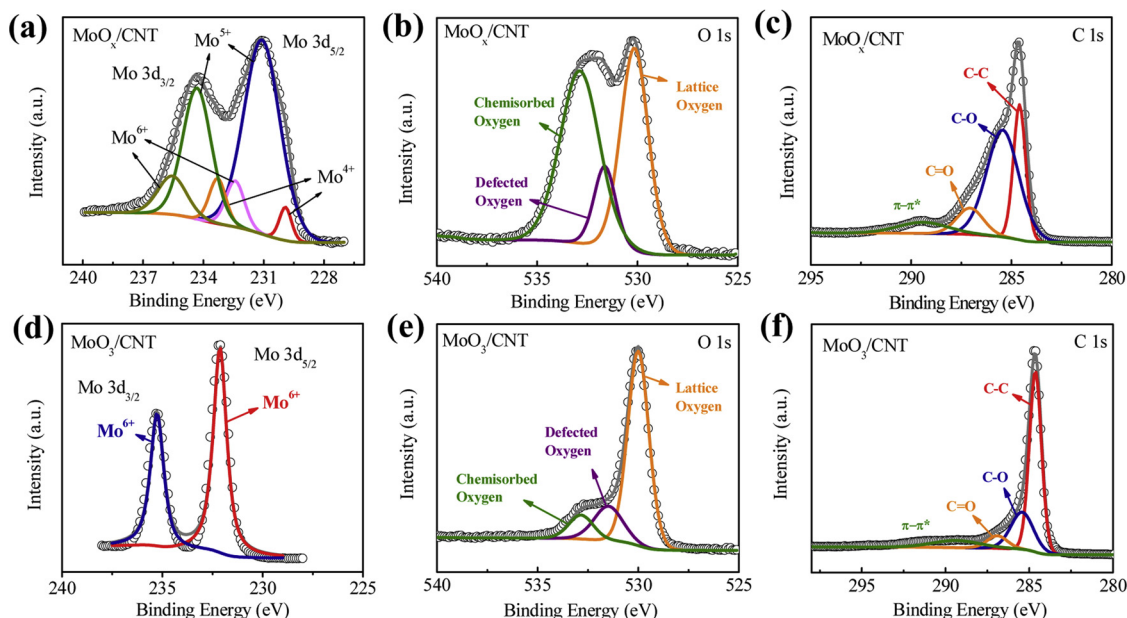 (a)
MoOₓ/CNT
Mo⁵⁺
Mo 3d₅/₂
Mo 3d₃/₂
Mo⁶⁺
Mo⁴⁺
Intensity (a.u.)
240 237 234 231 228
Binding Energy (eV)
(b)
MoOₓ/CNT
O 1s
Chemisorbed
Oxygen
Lattice
Oxygen
Defected
Oxygen
Intensity (a.u.)
540 535 530 525
Binding Energy (eV)
(c)
MoOₓ/CNT
C 1s
C-C
C-O
C=O
π-π*
Intensity (a.u.)
295 290 285 280
Binding Energy (eV)
(d)
MoO₃/CNT
Mo 3d₅/₂
Mo 3d₃/₂
Mo⁶⁺
Mo⁶⁺
Intensity (a.u.)
240 235 230 225
Binding Energy (eV)
(e)
MoO₃/CNT
O 1s
Lattice
Oxygen
Defected
Oxygen
Chemisorbed
Oxygen
Intensity (a.u.)
540 535 530 525
Binding Energy (eV)
(f)
MoO₃/CNT
C 1s
C-C
C-O
C=O
π-π*
Intensity (a.u.)
295 290 285 280
Binding Energy (eV)